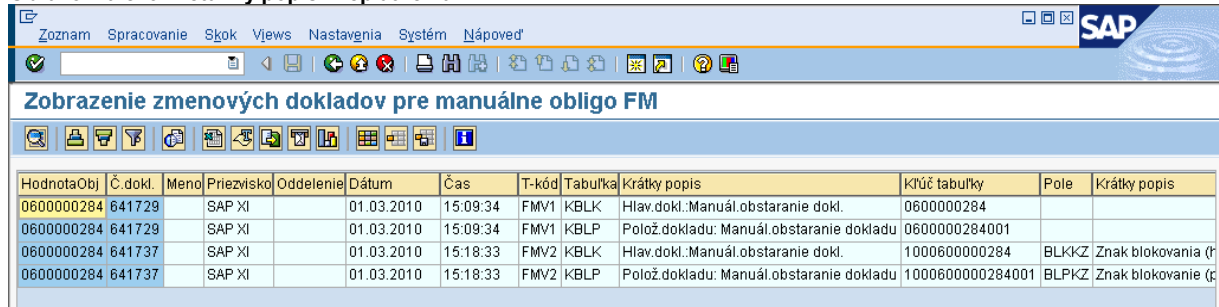 Zoznam Spracovanie Skok Views Nastavenia Systém Nápoveď
SAP
Zobrazenie zmenových dokladov pre manuálne obligo FM
HodnotaObj Č.dokl. Meno Priezvisko Oddelenie Dátum Čas T-kód Tabuľka Krátky popis Kľúč tabuľky Pole Krátky popis
0600000284 641729 SAP XI 01.03.2010 15:09:34 FMV1 KBLK Hlav.dokl.:Manuál.obstaranie dokl. 0600000284
0600000284 641729 SAP XI 01.03.2010 15:09:34 FMV1 KBLP Polož.dokladu: Manuál.obstaranie dokladu 0600000284001
0600000284 641737 SAP XI 01.03.2010 15:18:33 FMV2 KBLK Hlav.dokl:Manuál.obstaranie dokl. 1000600000284 BLKKZ Znak blokovania (h
0600000284 641737 SAP XI 01.03.2010 15:18:33 FMV2 KBLP Polož.dokladu: Manuál.obstaranie dokladu 1000600000284001 BLPKZ Znak blokovanie (p